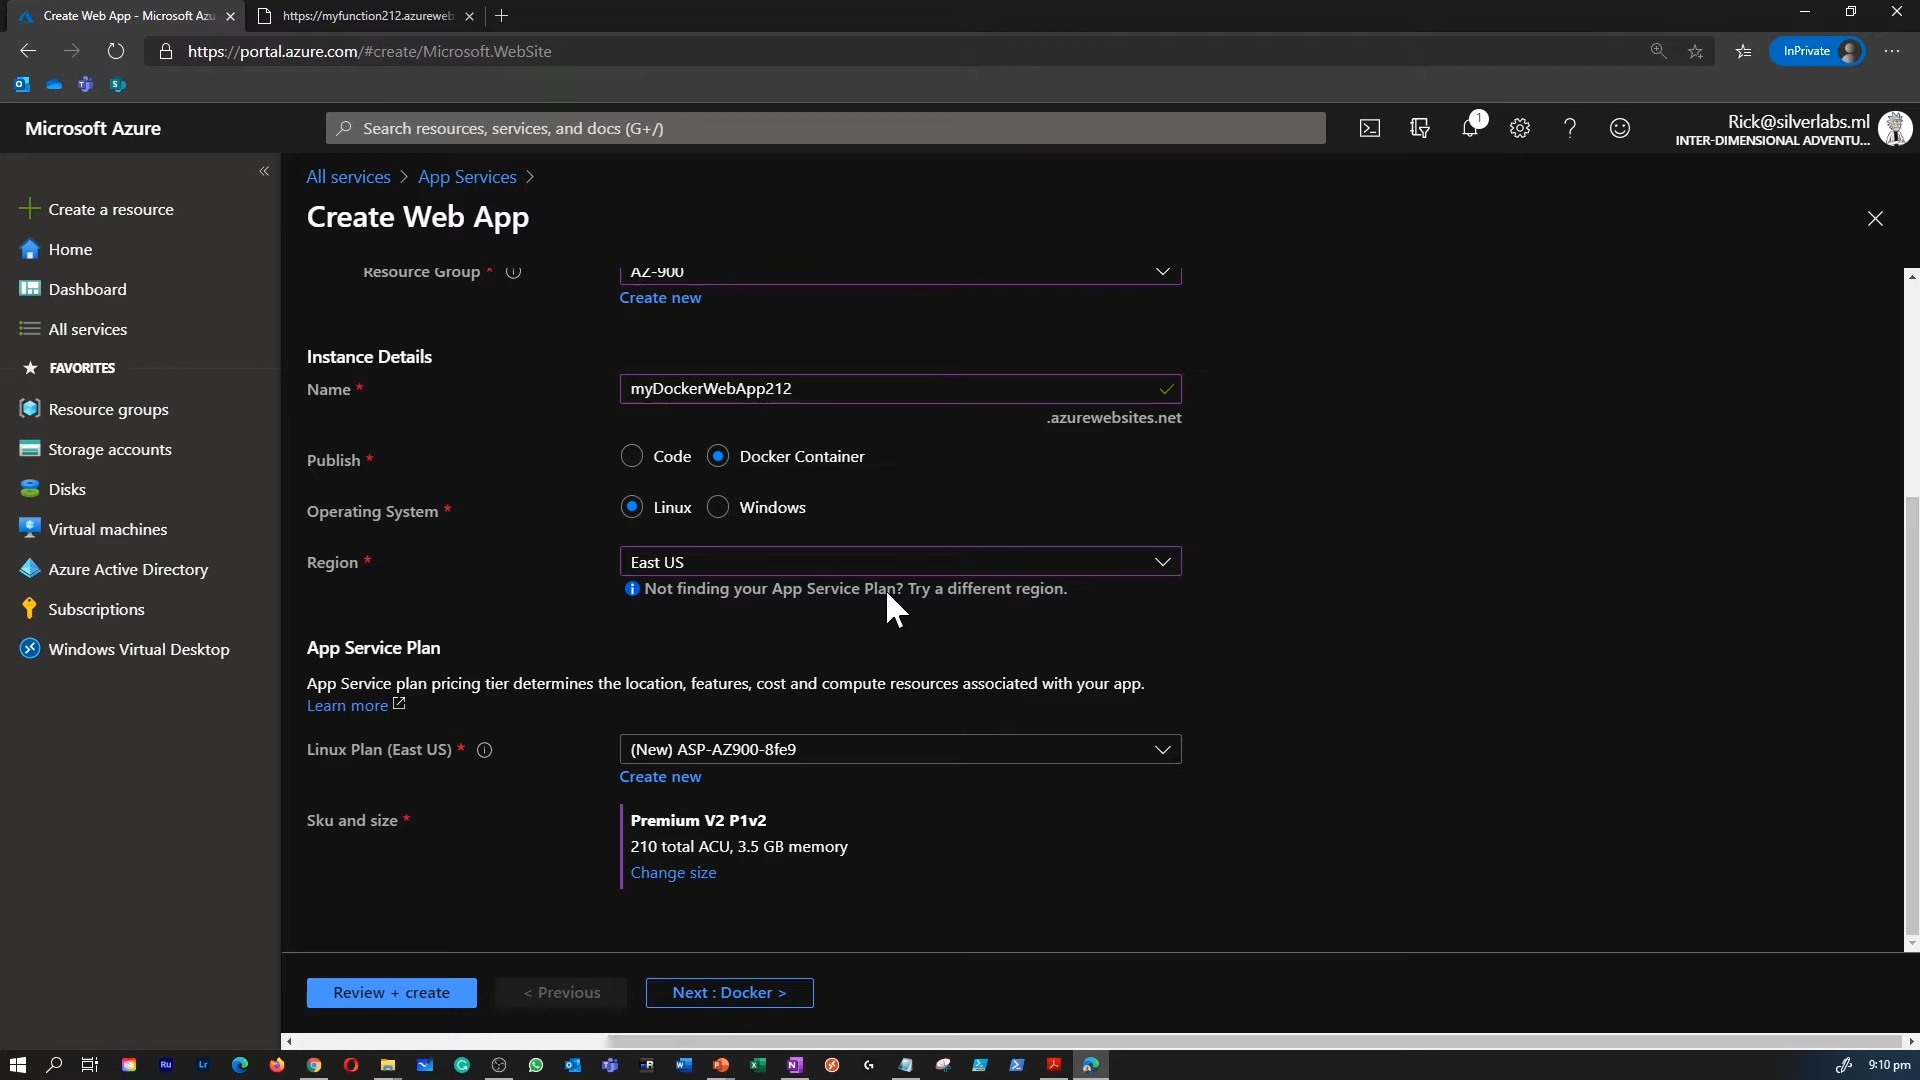 Create Web App - Microsoft Azu
https://myfunction212.azureweb
https://portal.azure.com/#create/Microsoft.WebSite
InPrivate
Microsoft Azure
Search resources, services, and docs (G+/)
1
Rick@silverlabs.ml
INTER-DIMENSIONAL ADVENTU...
All services > App Services >
Create Web App
Create a resource
Home
Dashboard
All services
FAVORITES
Resource groups
Storage accounts
Disks
Virtual machines
Azure Active Directory
Subscriptions
Windows Virtual Desktop
Resource Group *
AZ-900
Create new
Instance Details
Name *
myDockerWebApp212
.azurewebsites.net
Publish *
Code
Docker Container
Operating System *
Linux
Windows
Region *
East US
Not finding your App Service Plan? Try a different region.
App Service Plan
App Service plan pricing tier determines the location, features, cost and compute resources associated with your app.
Learn more
Linux Plan (East US) *
(New) ASP-AZ900-8fe9
Create new
Sku and size *
Premium V2 P1v2
210 total ACU, 3.5 GB memory
Change size
Review + create
< Previous
Next : Docker >
9:10 pm